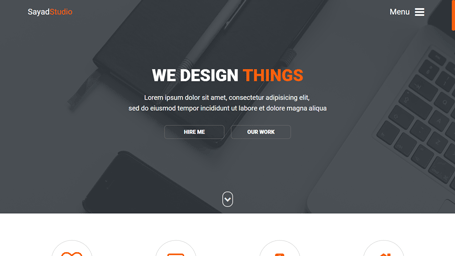 SayadStudio
Menu
WE DESIGN THINGS
Lorem ipsum dolor sit amet, consectetur adipisicing elit,
sed do eiusmod tempor incididunt ut labore et dolore magna aliqua
HIRE ME
OUR WORK